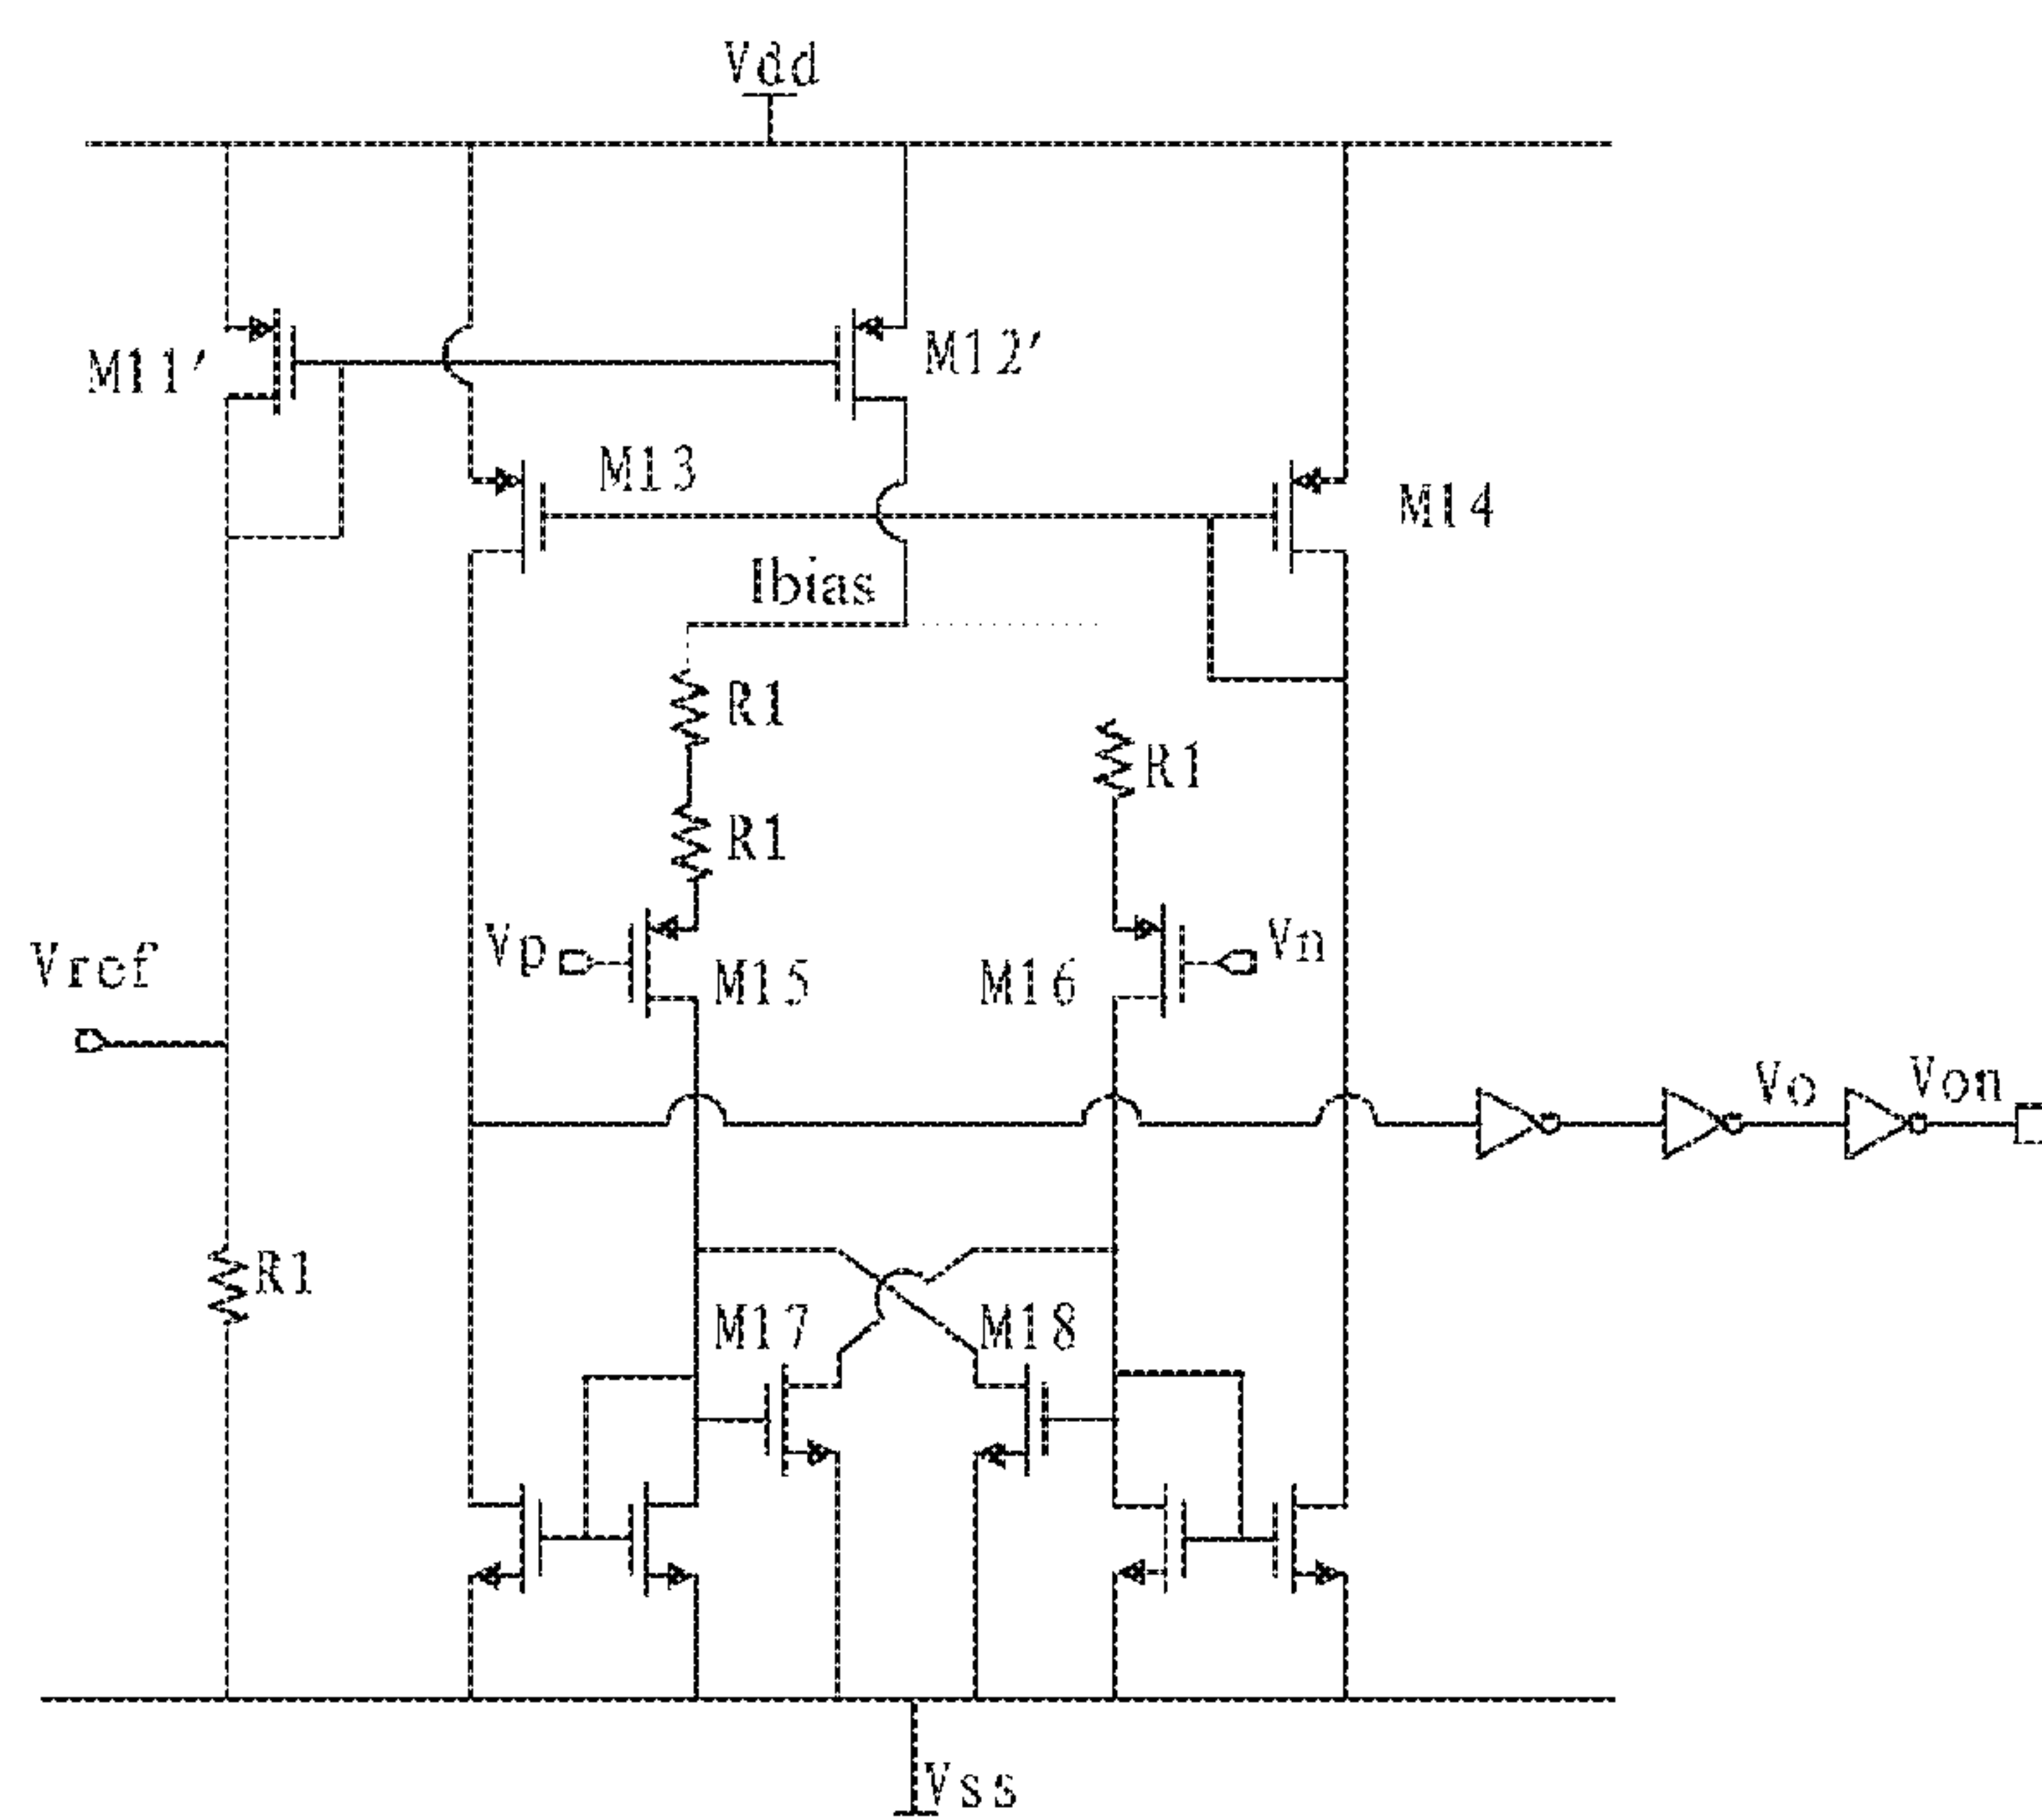 Vdd
M11′
M12′
M13
M14
Ibias
R1
R1
R1
Vref
Vp
M15
M16
Vn
Vo
Von
R1
M17
M18
Vss